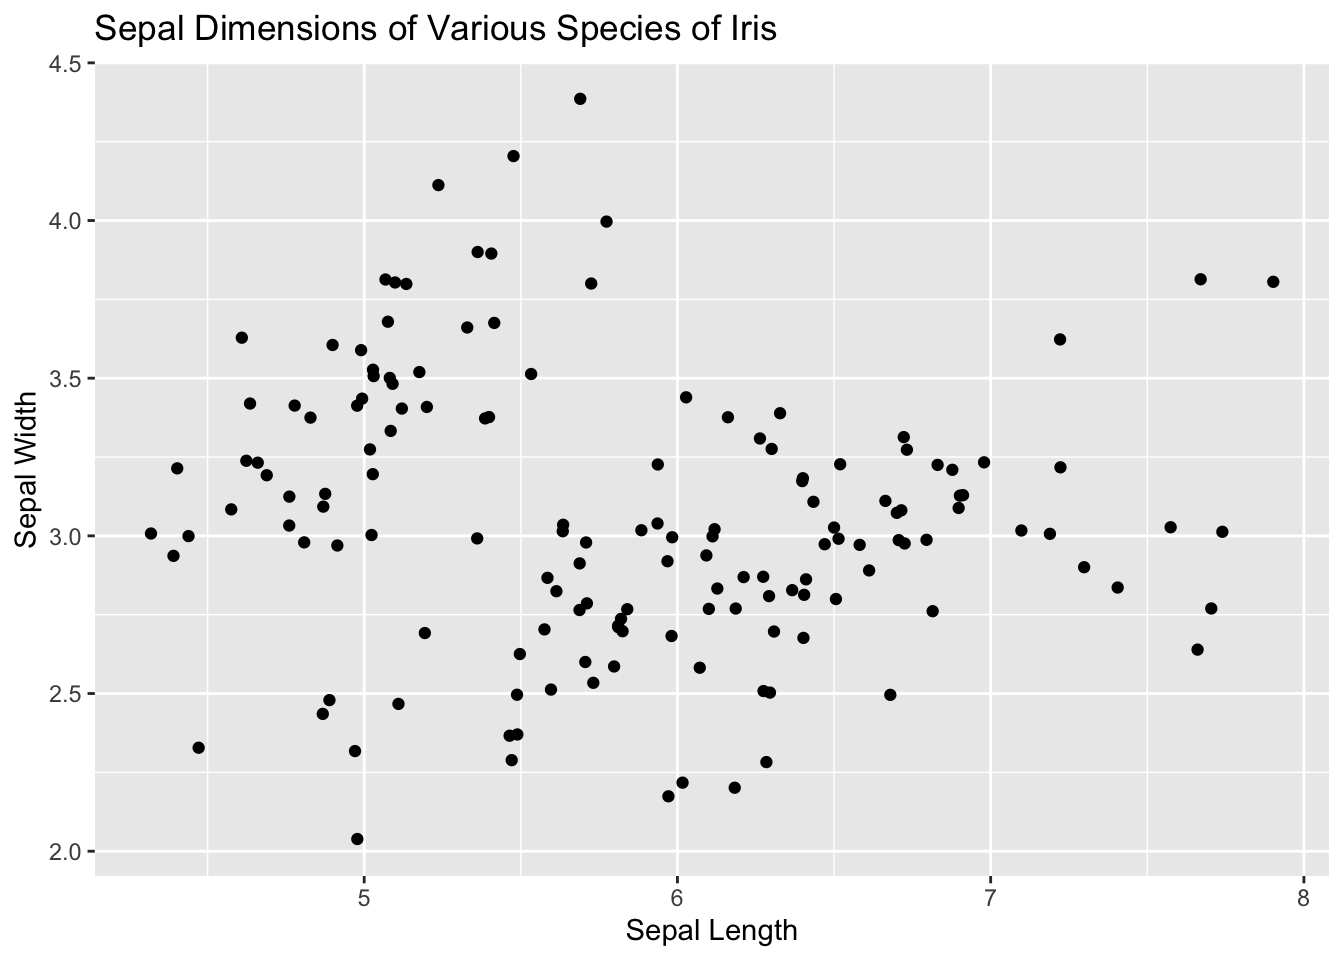 Sepal Dimensions of Various Species of Iris
4.5
4.0
3.5
3.0
2.5
2.0
Sepal Width
5 6 7 8
Sepal Length